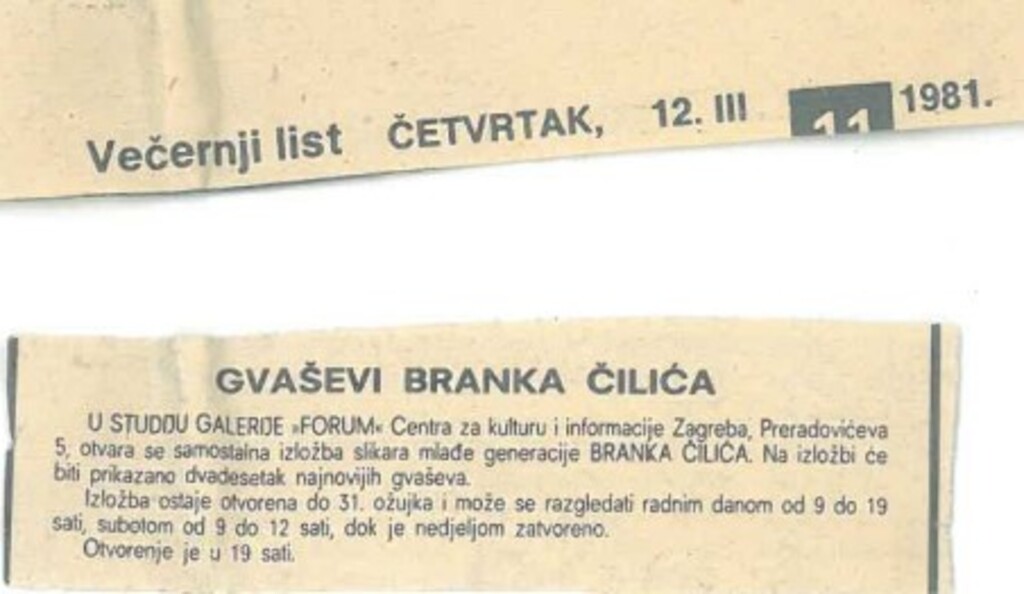 Večernji list ČETVRTAK, 12. III 11 1981.
GVAŠEVI BRANKA ČILIĆA
U STUDIJU GALERIJE »FORUM« Centra za kulturu i informacije Zagreba, Preradovićeva
5, otvara se samostalna izložba slikara mlađe generacije BRANKA ČILIĆA. Na izložbi će
biti prikazano dvadesetak najnovijih gvaševa.
Izložba ostaje otvorena do 31. ožujka i može se razgledati radnim danom od 9 do 19
sati, subotom od 9 do 12 sati, dok je nedjeljom zatvoreno.
Otvorenje je u 19 sati.